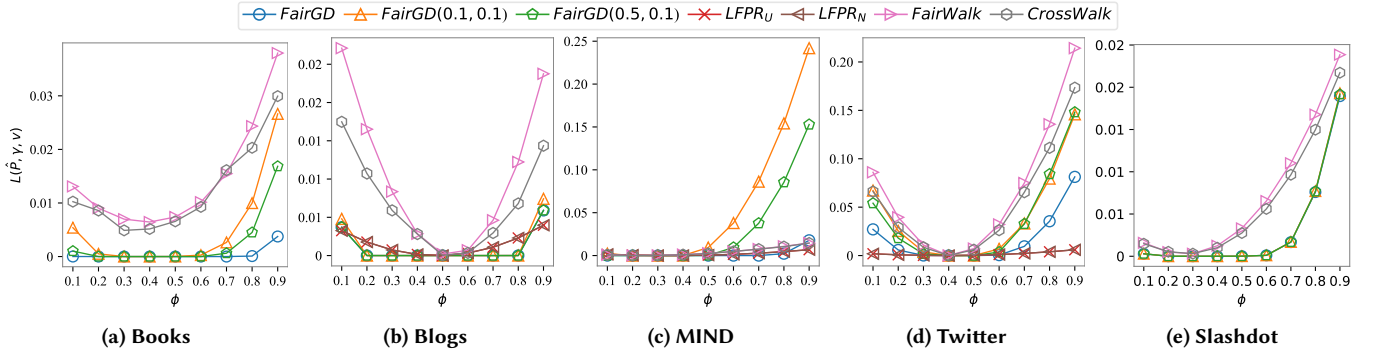 FairGD FairGD(0.1, 0.1) FairGD(0.5, 0.1) LFPR_U LFPR_N FairWalk CrossWalk
L(P̂, γ, v)
0.03
0.02
0.01
0
0.1 0.2 0.3 0.4 0.5 0.6 0.7 0.8 0.9
ϕ
(a) Books
0.02
0.02
0.01
0.01
0
0.1 0.2 0.3 0.4 0.5 0.6 0.7 0.8 0.9
ϕ
(b) Blogs
0.25
0.20
0.15
0.10
0.05
0.00
0.1 0.2 0.3 0.4 0.5 0.6 0.7 0.8 0.9
ϕ
(c) MIND
0.20
0.15
0.10
0.05
0.00
0.1 0.2 0.3 0.4 0.5 0.6 0.7 0.8 0.9
ϕ
(d) Twitter
0.02
0.02
0.01
0.01
0
0.1 0.2 0.3 0.4 0.5 0.6 0.7 0.8 0.9
ϕ
(e) Slashdot